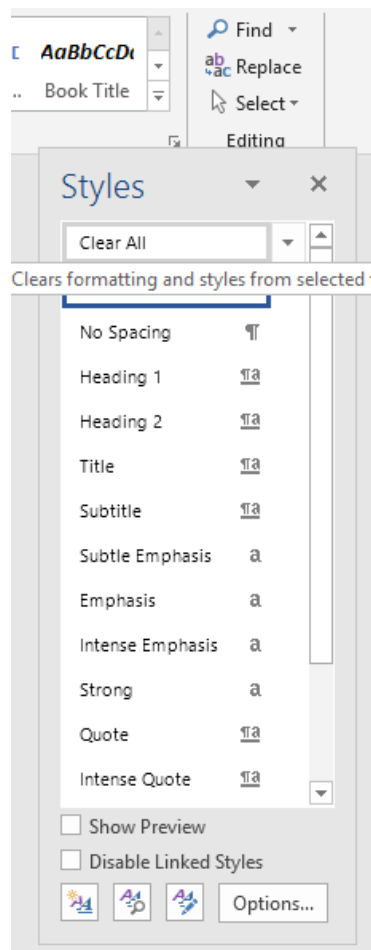 Find
AaBbCcDc
Replace
.. Book Title
Select
Editing
Styles
Clear All
Clears formatting and styles from selected
No Spacing ¶
Heading 1 ¶a
Heading 2 ¶a
Title ¶a
Subtitle ¶a
Subtle Emphasis a
Emphasis a
Intense Emphasis a
Strong a
Quote ¶a
Intense Quote ¶a
Show Preview
Disable Linked Styles
Options...